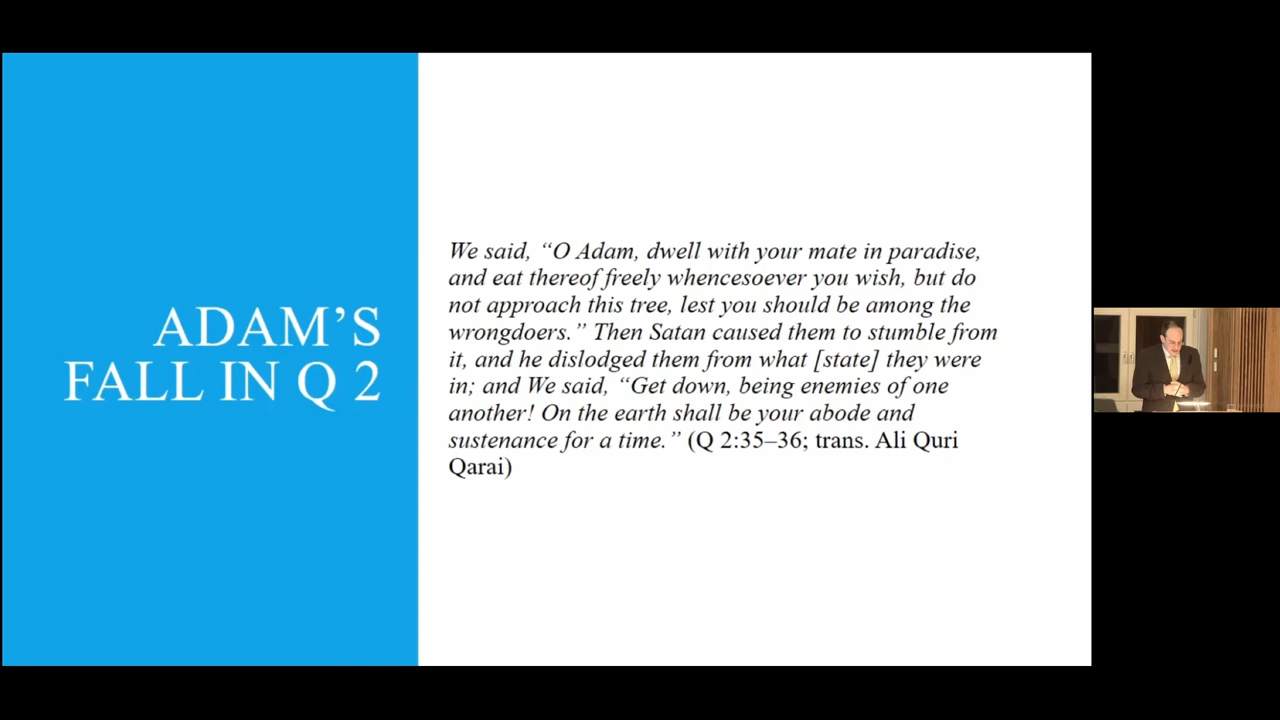 ADAM’S
FALL IN Q 2
We said, “O Adam, dwell with your mate in paradise,
and eat thereof freely whencesoever you wish, but do
not approach this tree, lest you should be among the
wrongdoers.” Then Satan caused them to stumble from
it, and he dislodged them from what [state] they were
in; and We said, “Get down, being enemies of one
another! On the earth shall be your abode and
sustenance for a time.” (Q 2:35–36; trans. Ali Quri
Qarai)